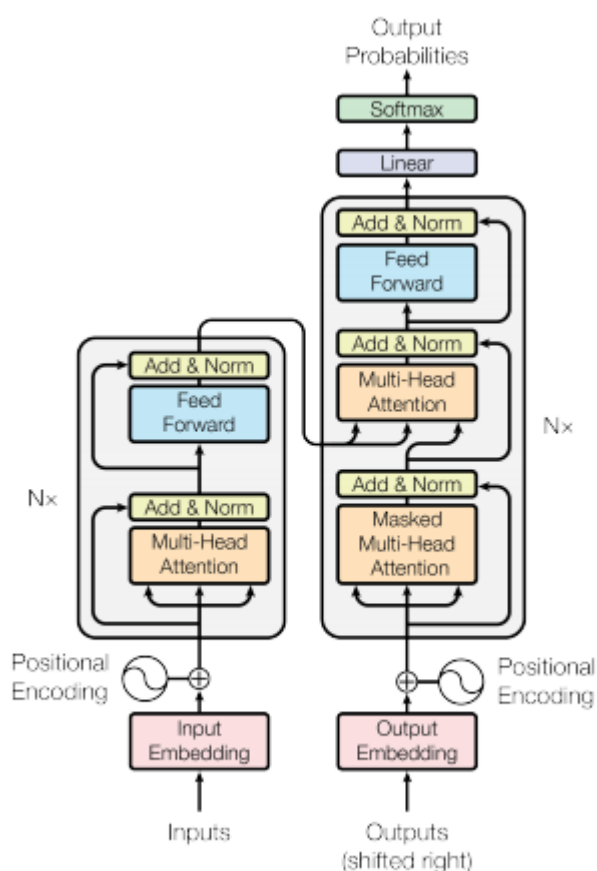 Output
Probabilities
Softmax
Linear
Add & Norm
Feed
Forward
Add & Norm
Multi-Head
Attention
Nx
Add & Norm
Masked
Multi-Head
Attention
Add & Norm
Feed
Forward
Nx
Add & Norm
Multi-Head
Attention
Positional
Encoding
Positional
Encoding
Input
Embedding
Output
Embedding
Inputs
Outputs
(shifted right)